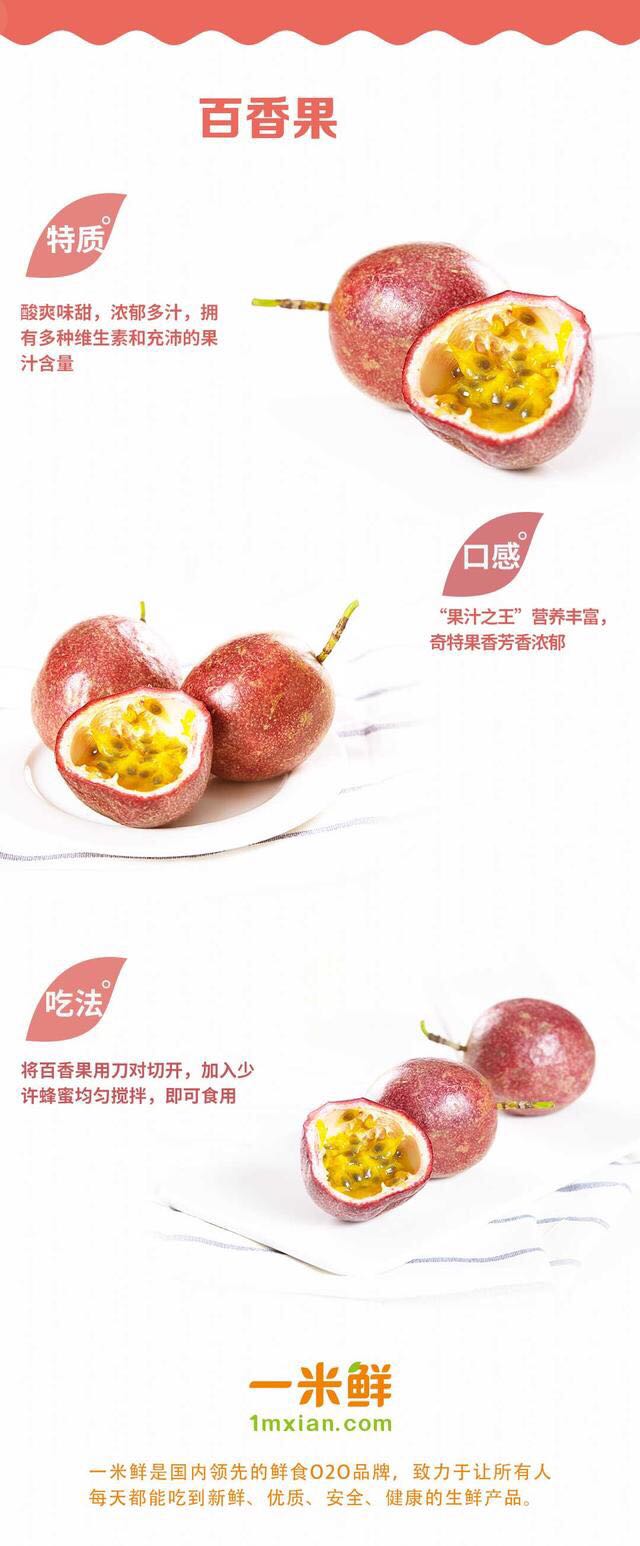 百香果
特质
酸爽味甜，浓郁多汁，拥
有多种维生素和充沛的果
汁含量
口感
“果汁之王”营养丰富，
奇特果香芳香浓郁
吃法
将百香果用刀对切开，加入少
许蜂蜜均匀搅拌，即可食用
一米鲜
1mxian.com
一米鲜是国内领先的鲜食O2O品牌，致力于让所有人
每天都能吃到新鲜、优质、安全、健康的生鲜产品。